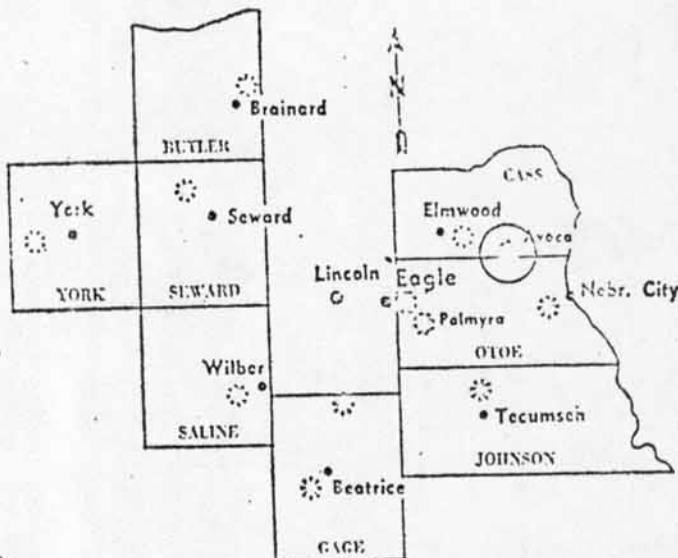 A
N
Brainard
BUTLER
CASS
York
Seward
Elmwood
Avoca
Lincoln
Eagle
YORK
SEWARD
Nebr. City
Palmyra
OTOE
Wilber
Tecumseh
SALINE
JOHNSON
Beatrice
GAGE